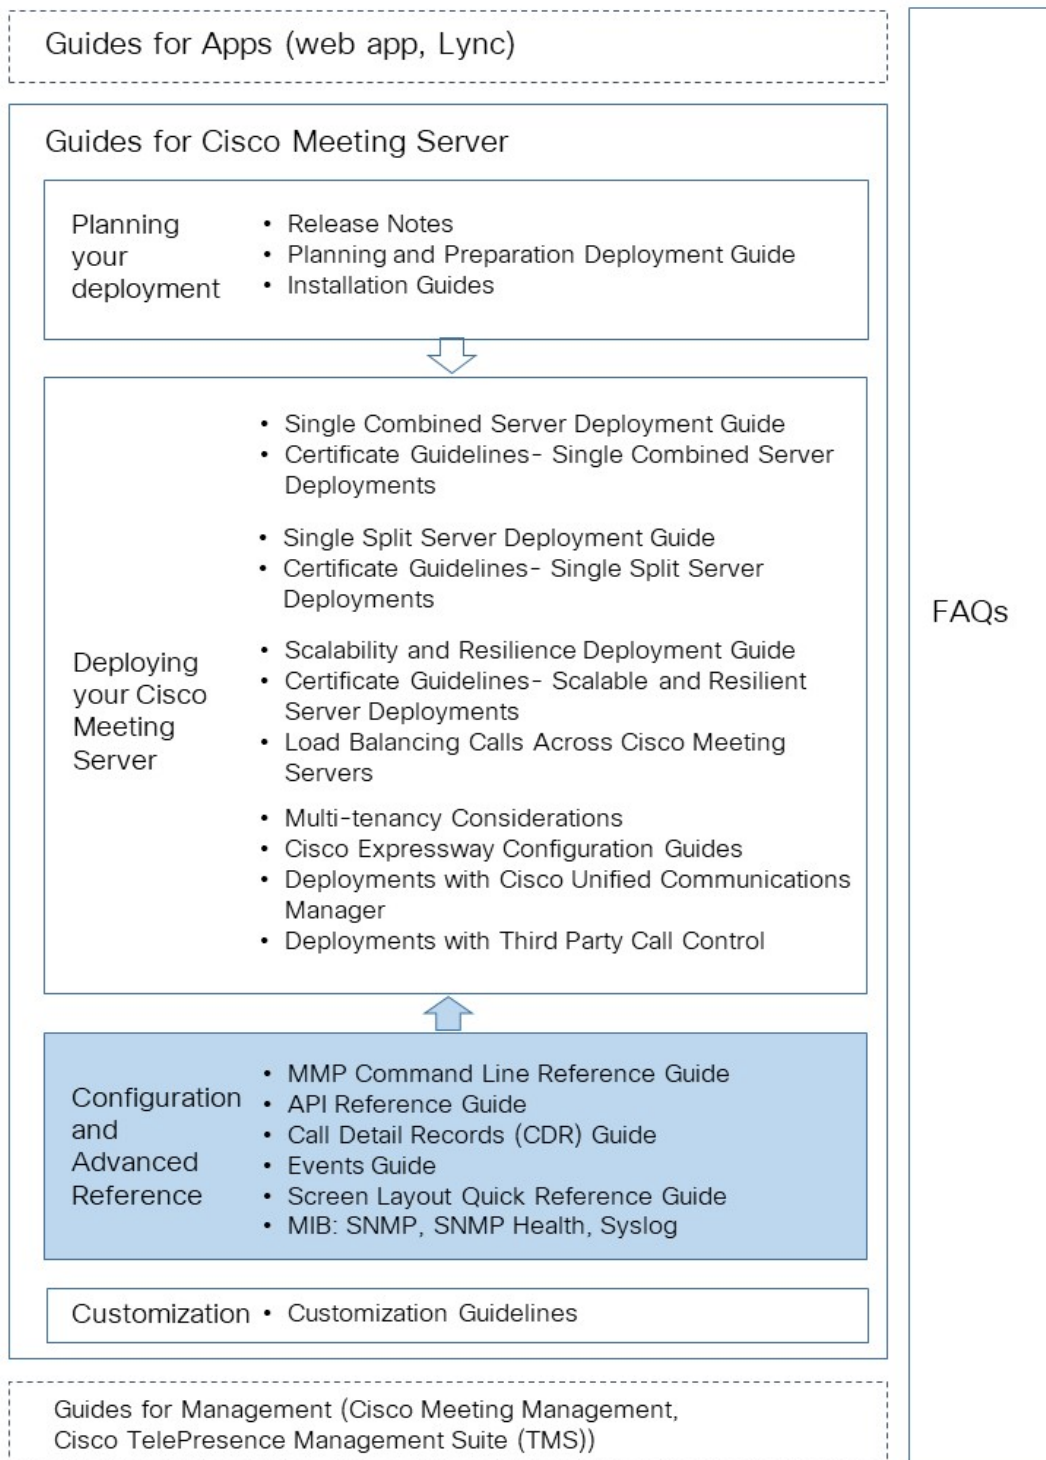 Guides for Apps (web app, Lync)
Guides for Cisco Meeting Server
Planning
your
deployment
• Release Notes
• Planning and Preparation Deployment Guide
• Installation Guides
Deploying
your Cisco
Meeting
Server
• Single Combined Server Deployment Guide
• Certificate Guidelines- Single Combined Server
Deployments
• Single Split Server Deployment Guide
• Certificate Guidelines- Single Split Server
Deployments
• Scalability and Resilience Deployment Guide
• Certificate Guidelines- Scalable and Resilient
Server Deployments
• Load Balancing Calls Across Cisco Meeting
Servers
• Multi-tenancy Considerations
• Cisco Expressway Configuration Guides
• Deployments with Cisco Unified Communications
Manager
• Deployments with Third Party Call Control
Configuration
and
Advanced
Reference
• MMP Command Line Reference Guide
• API Reference Guide
• Call Detail Records (CDR) Guide
• Events Guide
• Screen Layout Quick Reference Guide
• MIB: SNMP, SNMP Health, Syslog
Customization • Customization Guidelines
Guides for Management (Cisco Meeting Management,
Cisco TelePresence Management Suite (TMS))
FAQs